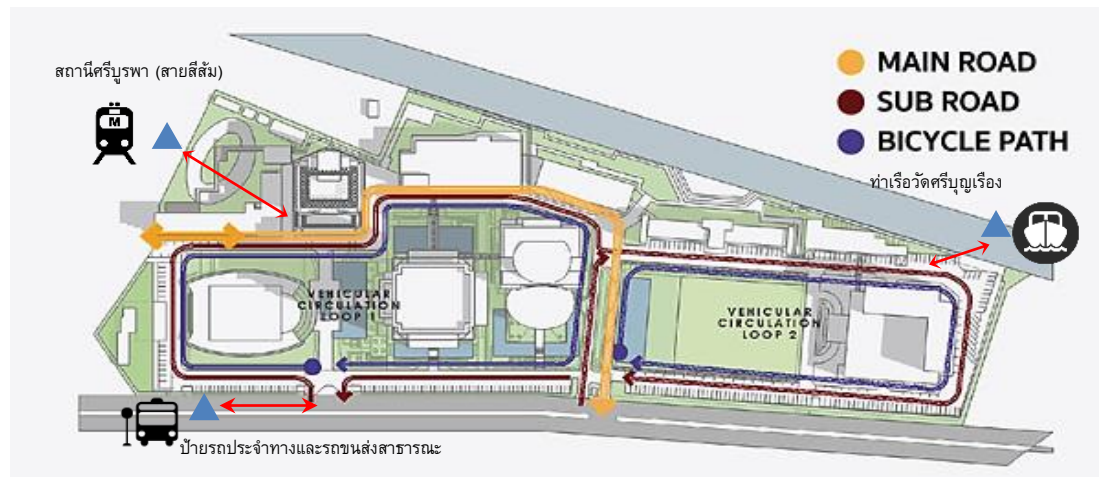 สถานีศรีบูรพา (สายสีส้ม)
M
MAIN ROAD
SUB ROAD
BICYCLE PATH
ท่าเรือวัดศรีบุญเรือง
VEHICULAR
CIRCULATION
LOOP 1
VEHICULAR
CIRCULATION
LOOP 2
ป้ายรถประจำทางและรถขนส่งสาธารณะ